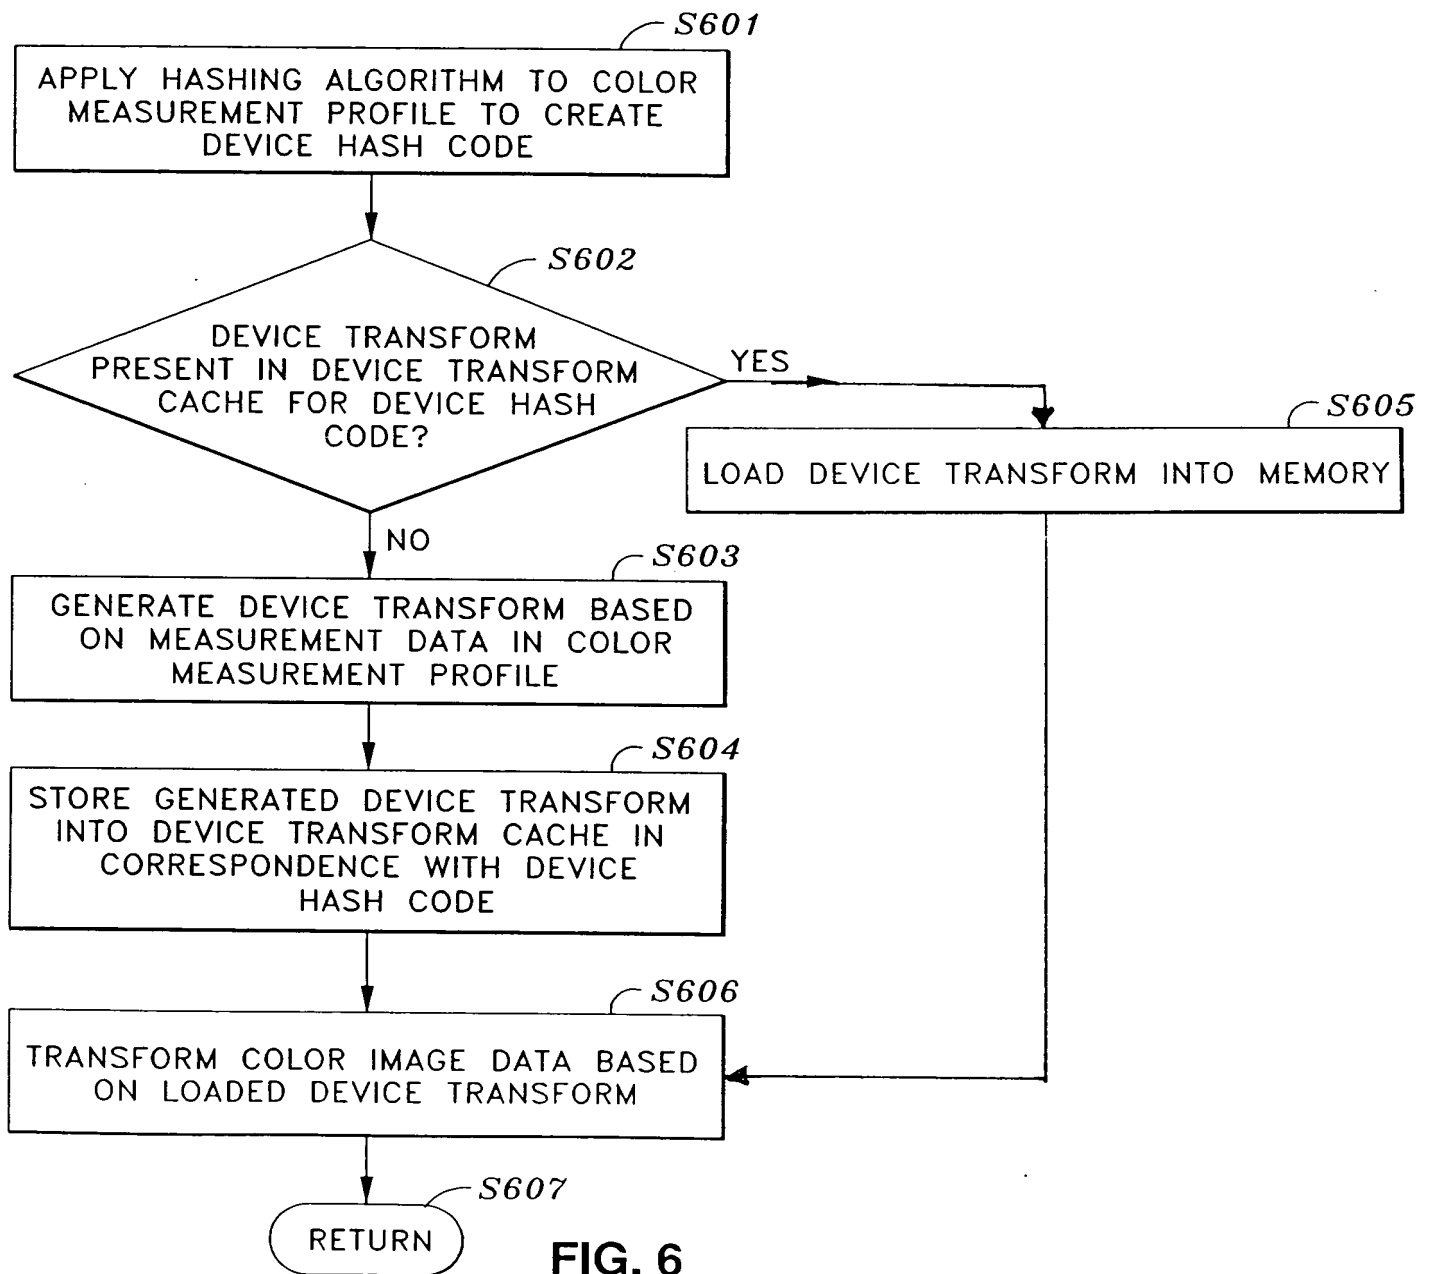 S601
APPLY HASHING ALGORITHM TO COLOR
MEASUREMENT PROFILE TO CREATE
DEVICE HASH CODE
S602
DEVICE TRANSFORM
PRESENT IN DEVICE TRANSFORM
CACHE FOR DEVICE HASH
CODE?
YES
S605
LOAD DEVICE TRANSFORM INTO MEMORY
NO
S603
GENERATE DEVICE TRANSFORM BASED
ON MEASUREMENT DATA IN COLOR
MEASUREMENT PROFILE
S604
STORE GENERATED DEVICE TRANSFORM
INTO DEVICE TRANSFORM CACHE IN
CORRESPONDENCE WITH DEVICE
HASH CODE
S606
TRANSFORM COLOR IMAGE DATA BASED
ON LOADED DEVICE TRANSFORM
S607
RETURN
FIG. 6